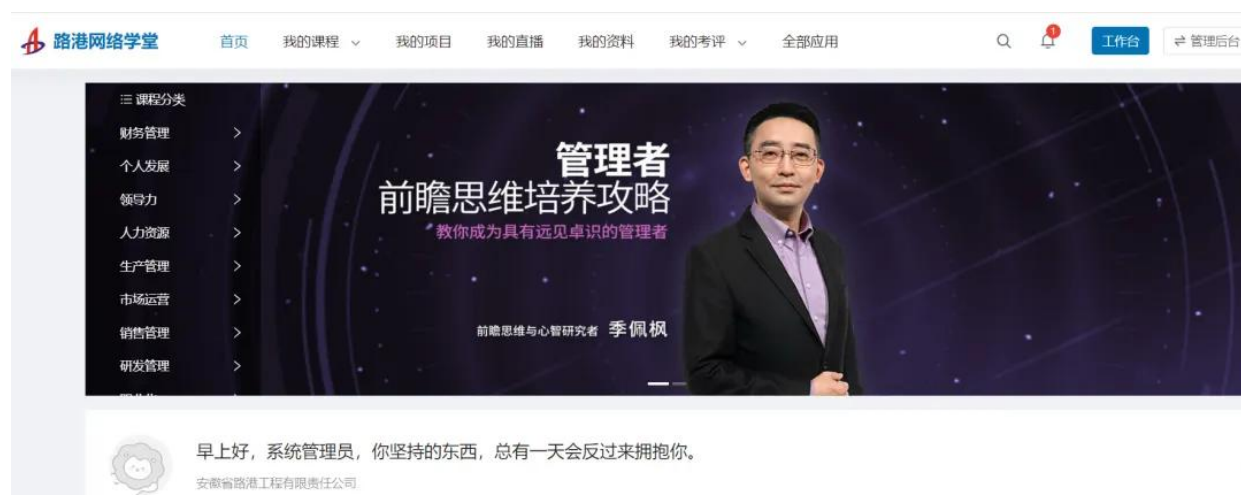 路港网络学堂
首页 我的课程 我的项目 我的直播 我的资料 我的考评 全部应用
1
工作台
管理后台
课程分类
财务管理
个人发展
领导力
人力资源
生产管理
市场运营
销售管理
研发管理
管理者
前瞻思维培养攻略
教你成为具有远见卓识的管理者
前瞻思维与心智研究者 季佩枫
早上好，系统管理员，你坚持的东西，总有一天会反过来拥抱你。
安徽省路港工程有限责任公司